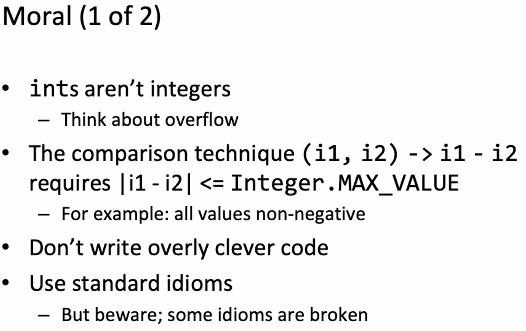 Moral (1 of 2)
• ints aren’t integers
– Think about overflow
• The comparison technique (i1, i2) -> i1 - i2
requires |i1 - i2| <= Integer.MAX_VALUE
– For example: all values non-negative
• Don’t write overly clever code
• Use standard idioms
– But beware; some idioms are broken